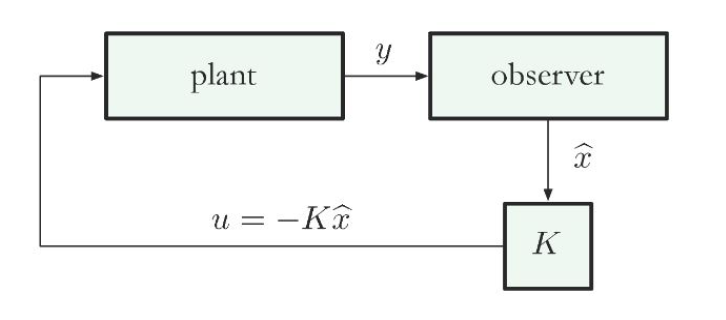 plant
y
observer
x̂
u = −Kx̂
K